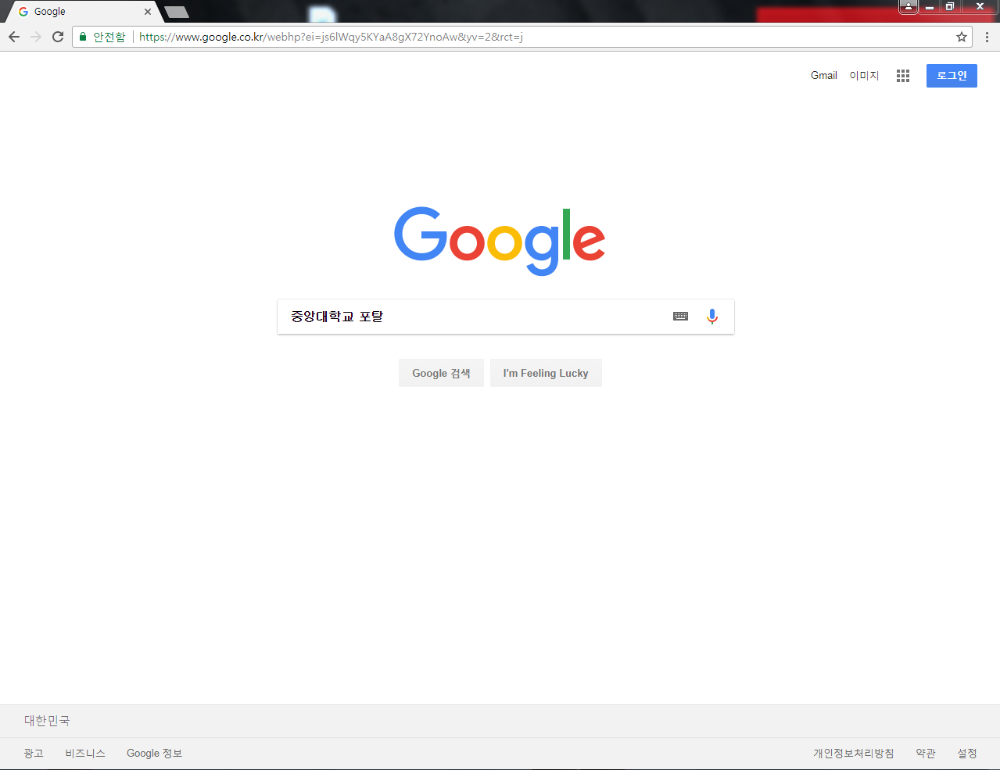 Google
안전함 https://www.google.co.kr/webhp?ei=js6lWqy5KYaA8gX72YnoAw&yv=2&rct=j
Gmail 이미지 로그인
Google
중앙대학교 포탈
Google 검색 I'm Feeling Lucky
대한민국
광고 비즈니스 Google 정보 개인정보처리방침 약관 설정